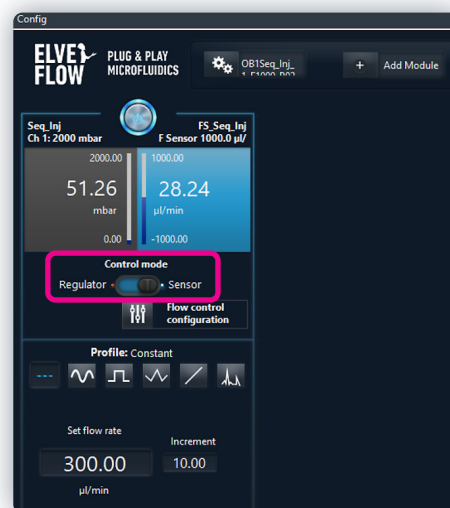 Config
ELVE
FLOW
PLUG & PLAY
MICROFLUIDICS
OB1Seq_Inj_
+ Add Module
Seq_Inj
Ch 1: 2000 mbar
FS_Seq_Inj
F Sensor 1000.0 µl/
2000.00
51.26
mbar
0.00
1000.00
28.24
µl/min
-1000.00
Control mode
Regulator
Sensor
Flow control
configuration
Profile: Constant
Set flow rate
300.00
µl/min
Increment
10.00